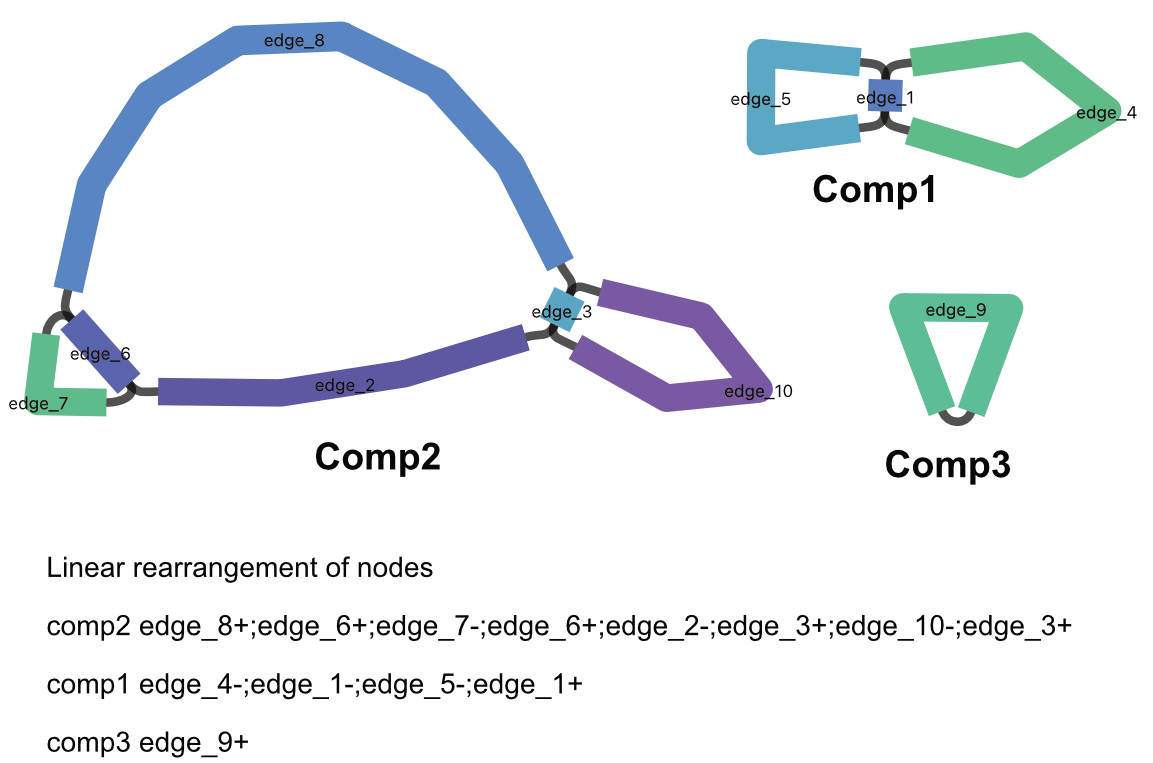 edge_8
edge_5
edge_1
edge_4
Comp1
edge_3
edge_9
edge_6
edge_2
edge_10
edge_7
Comp2
Comp3
Linear rearrangement of nodes
comp2 edge_8+;edge_6+;edge_7-;edge_6+;edge_2-;edge_3+;edge_10-;edge_3+
comp1 edge_4-;edge_1-;edge_5-;edge_1+
comp3 edge_9+